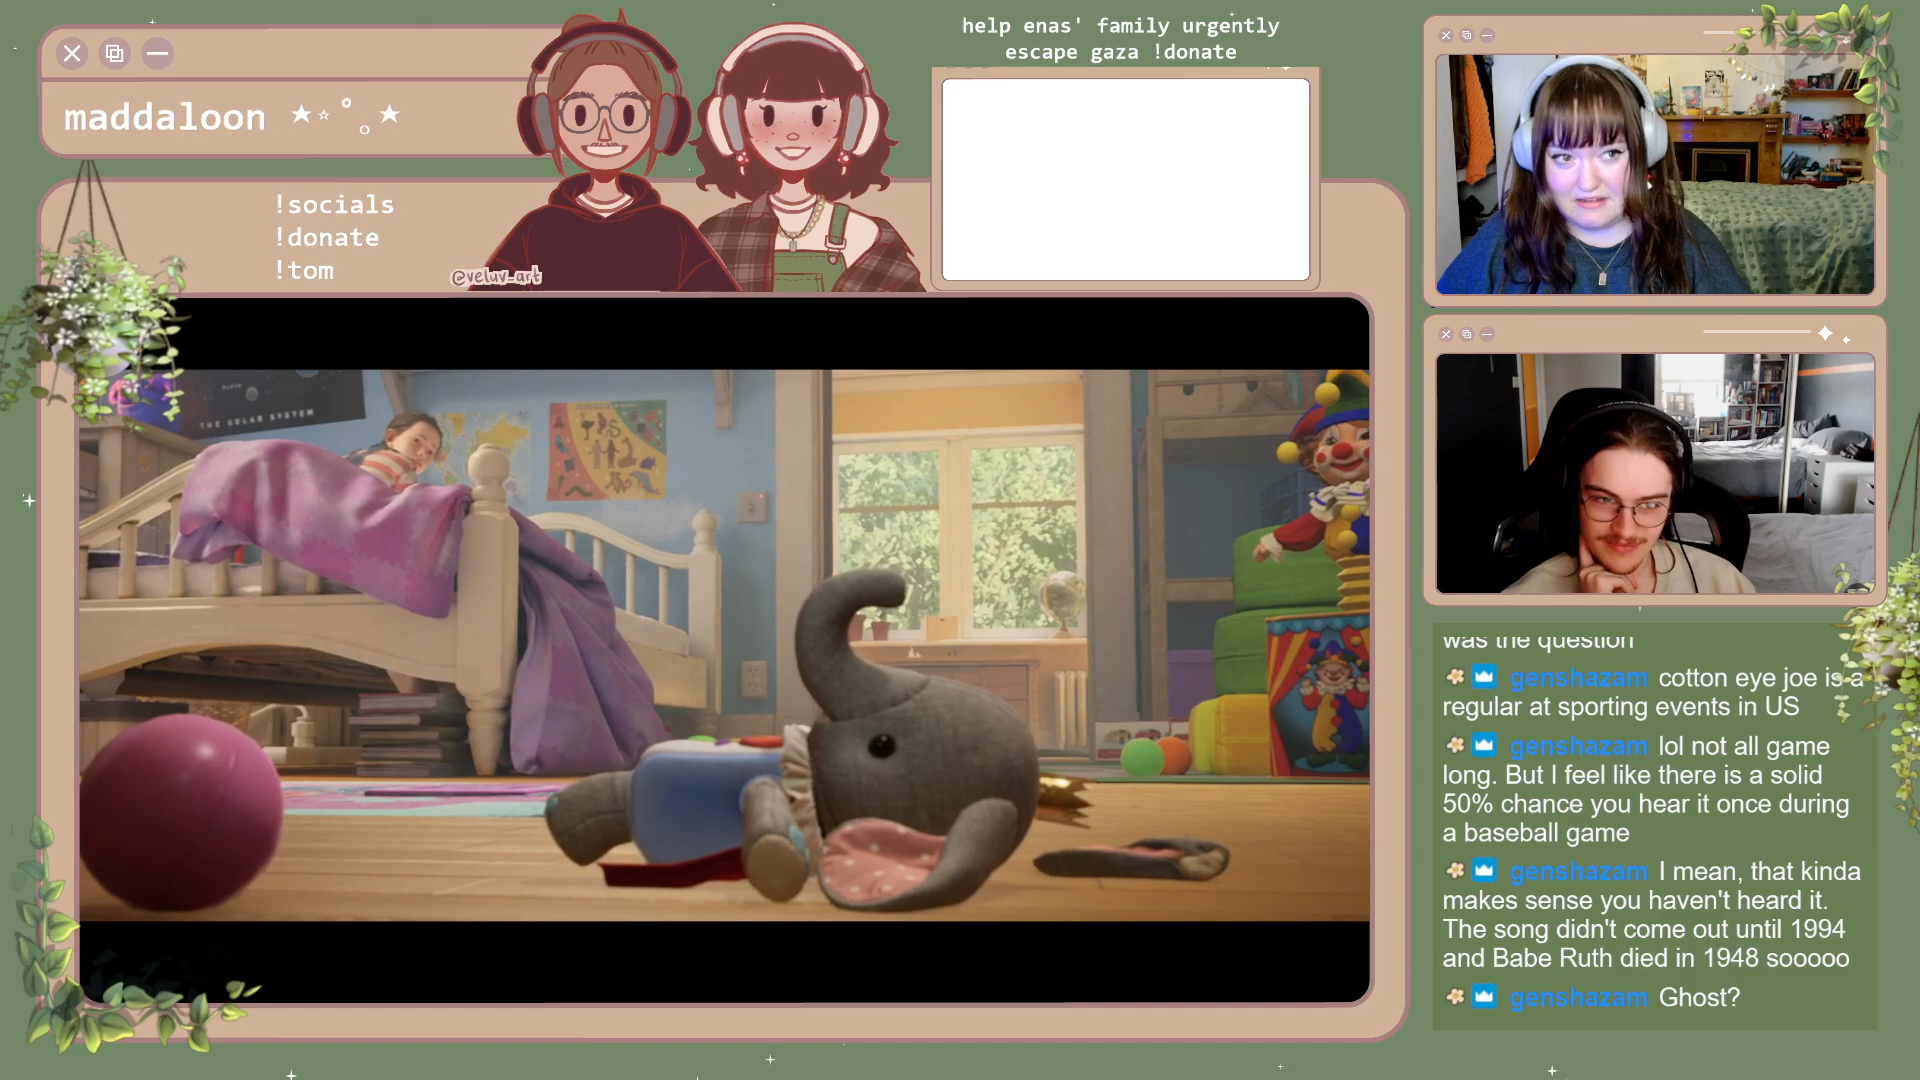 help enas' family urgently
escape gaza !donate
maddaloon
!socials
!donate
!tom
@veluv_art
THE SOLAR SYSTEM
was the question
genshazam cotton eye joe is a
regular at sporting events in US
genshazam lol not all game
long. But I feel like there is a solid
50% chance you hear it once during
a baseball game
genshazam I mean, that kinda
makes sense you haven't heard it.
The song didn't come out until 1994
and Babe Ruth died in 1948 sooooo
genshazam Ghost?